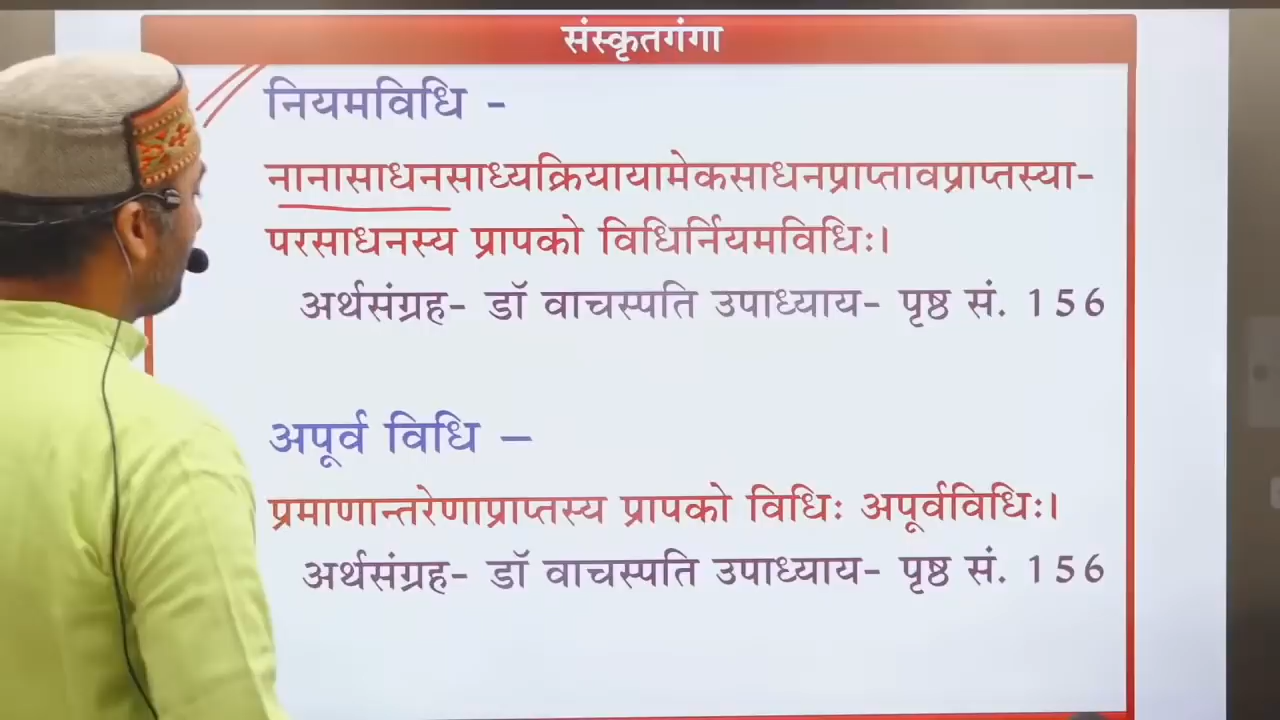 संस्कृतगंगा
नियमविधि -
नानासाधनसाध्यक्रियायामेकसाधनप्राप्तावप्राप्तस्या-
परसाधनस्य प्रापको विधिर्नियमविधिः।
अर्थसंग्रह- डॉ वाचस्पति उपाध्याय- पृष्ठ सं. 156
अपूर्व विधि –
प्रमाणान्तरेणाप्राप्तस्य प्रापको विधिः अपूर्वविधिः।
अर्थसंग्रह- डॉ वाचस्पति उपाध्याय- पृष्ठ सं. 156